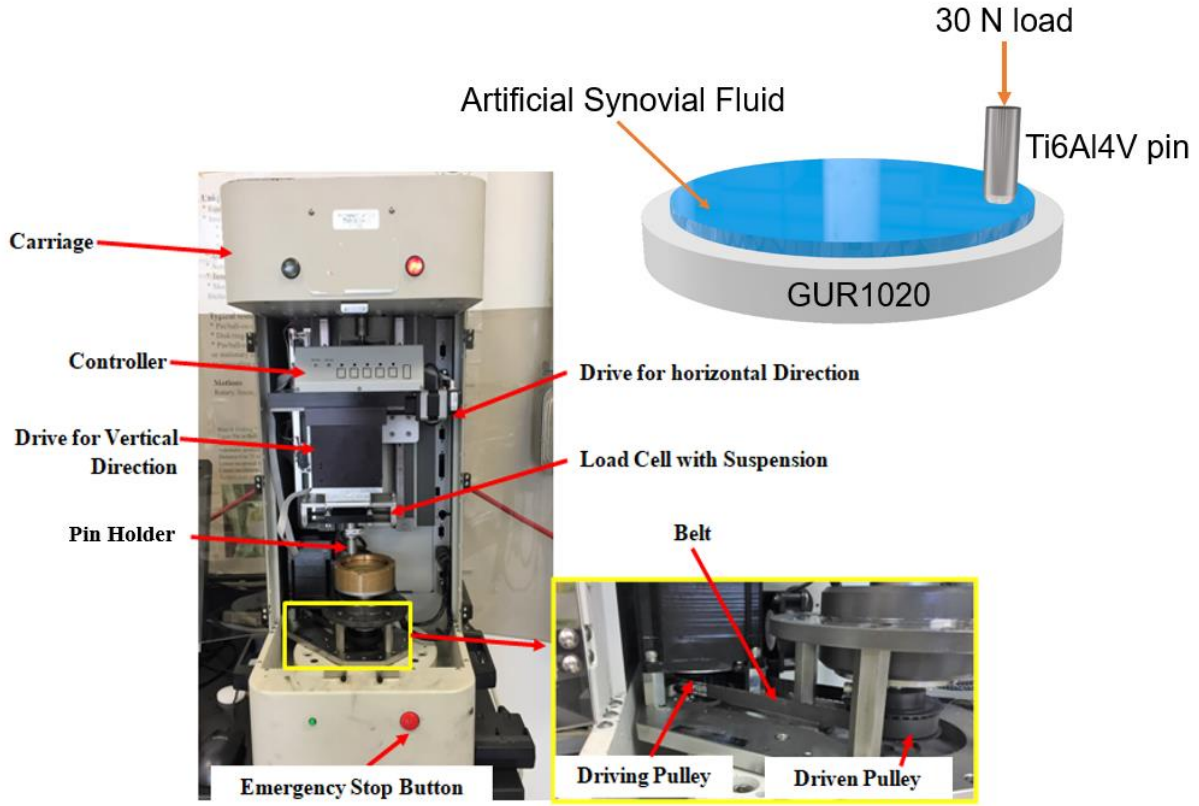 30 N load
Artificial Synovial Fluid
Ti6Al4V pin
GUR1020
Carriage
Controller
Drive for Vertical
Direction
Pin Holder
Drive for horizontal Direction
Load Cell with Suspension
Belt
Emergency Stop Button
Driving Pulley
Driven Pulley